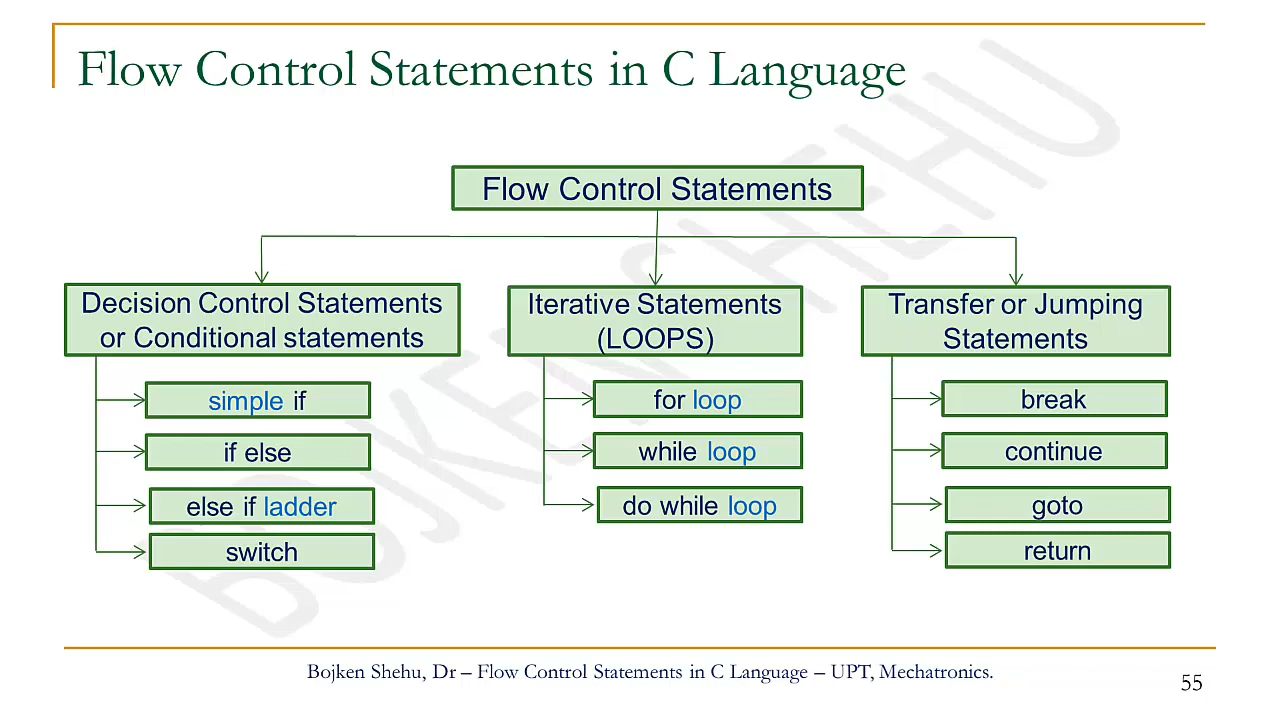 Flow Control Statements in C Language
Flow Control Statements
Decision Control Statements
or Conditional statements
simple if
if else
else if ladder
switch
Iterative Statements
(LOOPS)
for loop
while loop
do while loop
Transfer or Jumping
Statements
break
continue
goto
return
BOJKEN SHEHU
Bojken Shehu, Dr – Flow Control Statements in C Language – UPT, Mechatronics.
55